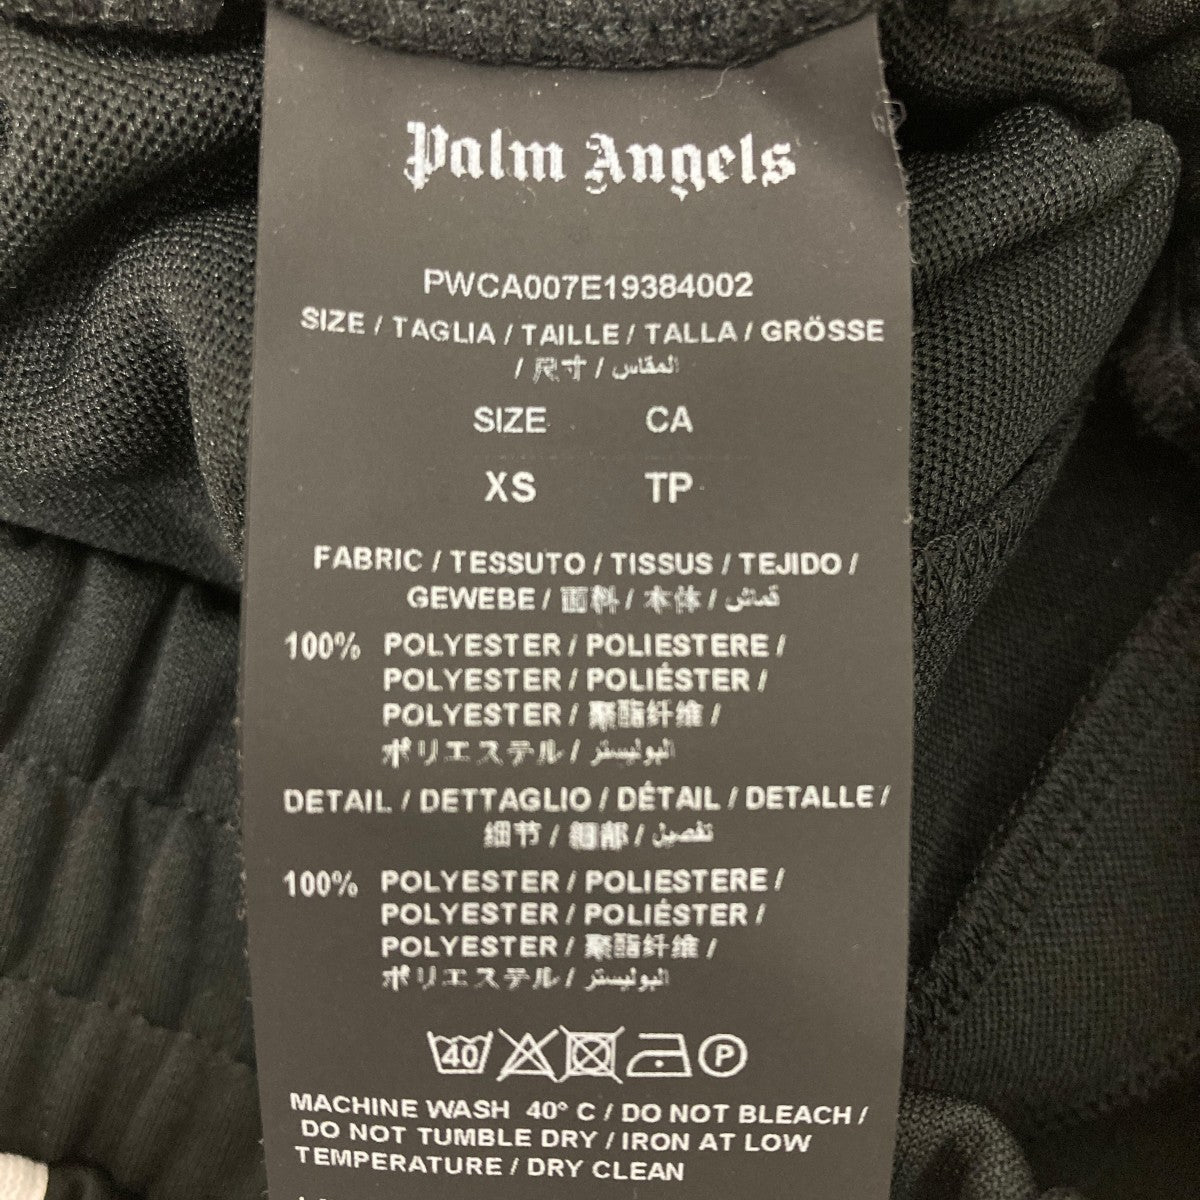 Palm Angels
PWCA007E19384002
SIZE / TAGLIA / TAILLE / TALLA / GRÖSSE
/ 尺寸 / المقاس
SIZE CA
XS TP
FABRIC / TESSUTO / TISSUS / TEJIDO /
GEWEBE / 面料 / 本体 / قماش
100% POLYESTER / POLIESTERE /
POLYESTER / POLIÉSTER /
POLYESTER / 聚酯纤维 /
ポリエステル / البوليستر
DETAIL / DETTAGLIO / DÉTAIL / DETALLE /
细节 / 細部 / تفصيل
100% POLYESTER / POLIESTERE /
POLYESTER / POLIÉSTER /
POLYESTER / 聚酯纤维 /
ポリエステル / البوليستر
40 P
MACHINE WASH 40° C / DO NOT BLEACH /
DO NOT TUMBLE DRY / IRON AT LOW
TEMPERATURE / DRY CLEAN